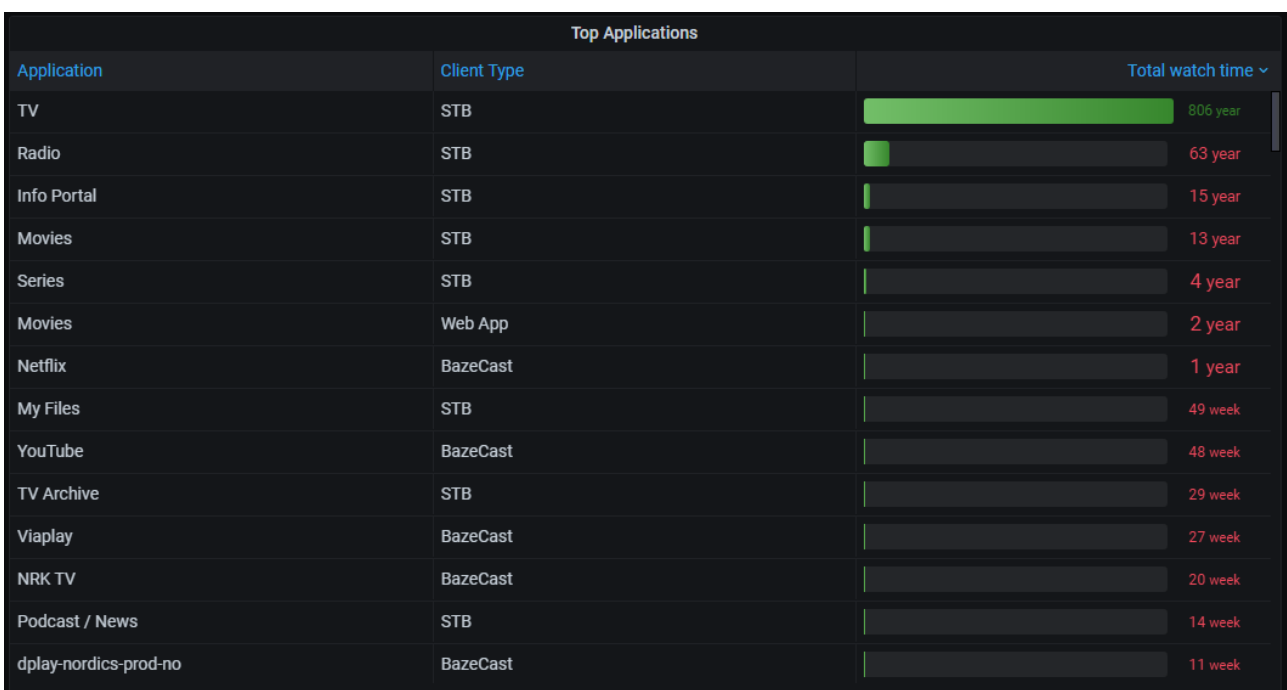 Top Applications
Application Client Type Total watch time
TV STB 806 year
Radio STB 63 year
Info Portal STB 15 year
Movies STB 13 year
Series STB 4 year
Movies Web App 2 year
Netflix BazeCast 1 year
My Files STB 49 week
YouTube BazeCast 48 week
TV Archive STB 29 week
Viaplay BazeCast 27 week
NRK TV BazeCast 20 week
Podcast / News STB 14 week
dplay-nordics-prod-no BazeCast 11 week